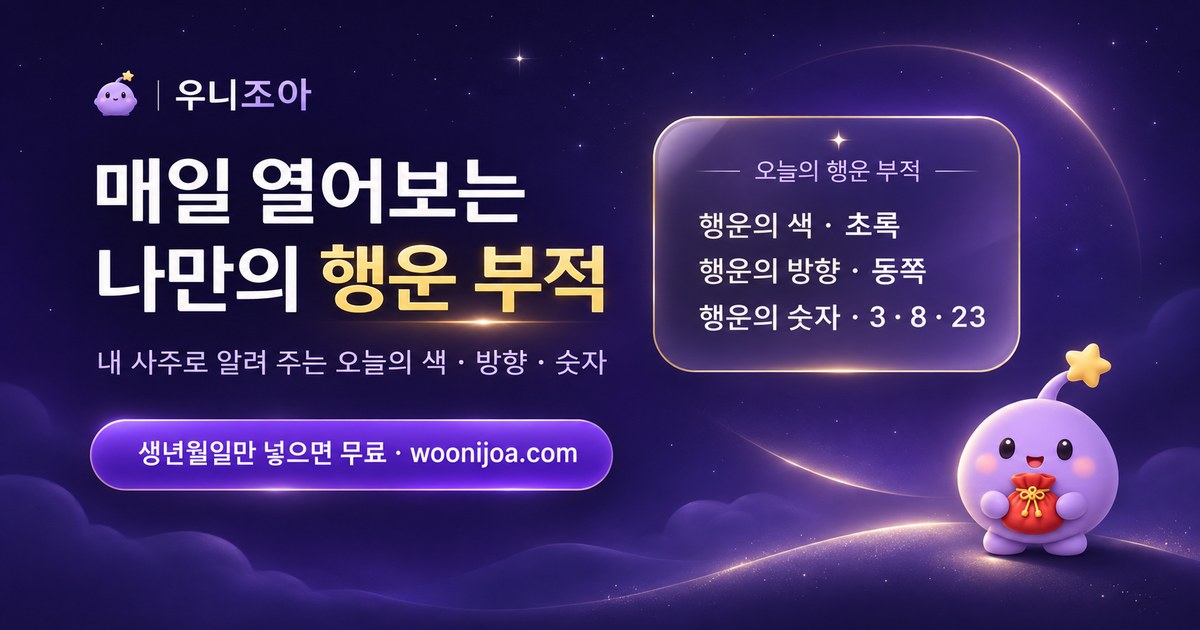 우니조아
매일 열어보는
나만의 행운 부적
내 사주로 알려 주는 오늘의 색 · 방향 · 숫자
생년월일만 넣으면 무료 · woonijoa.com
오늘의 행운 부적
행운의 색 · 초록
행운의 방향 · 동쪽
행운의 숫자 · 3 · 8 · 23